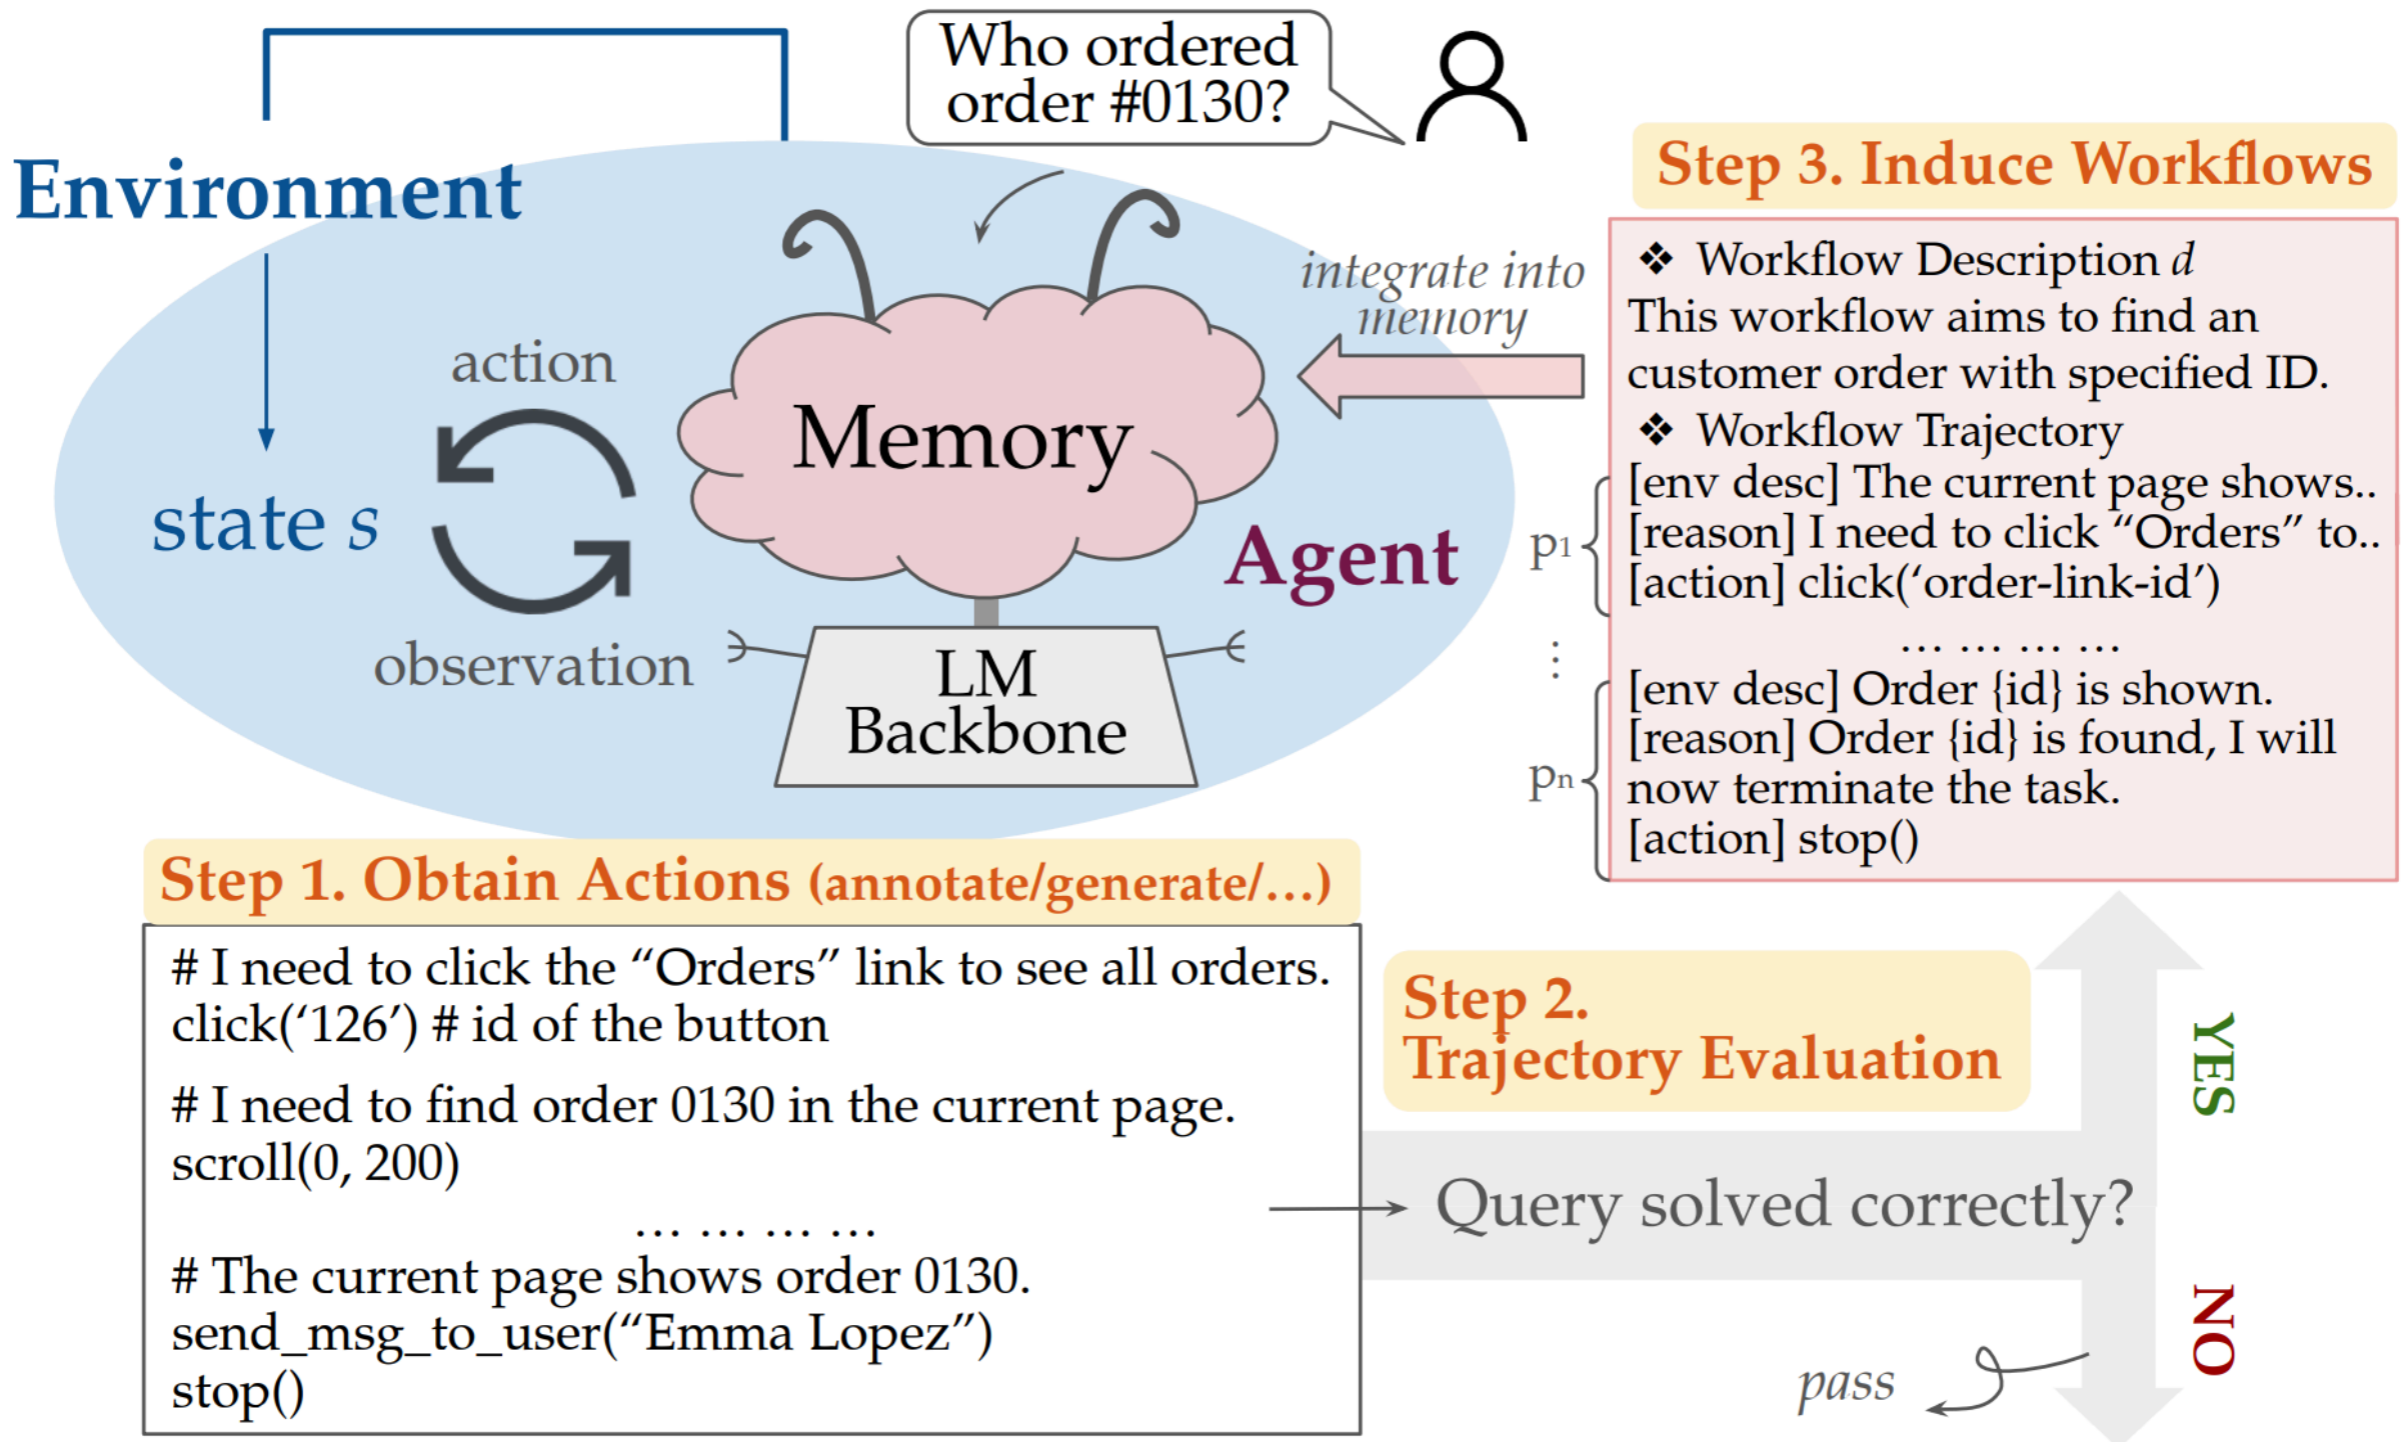 Who ordered
order #0130?
Environment
state s
action
observation
Memory
Agent
LM
Backbone
integrate into
memory
Step 3. Induce Workflows
❖ Workflow Description d
This workflow aims to find an
customer order with specified ID.
❖ Workflow Trajectory
p1
[env desc] The current page shows..
[reason] I need to click “Orders” to..
[action] click(‘order-link-id’)
⋮
… … … …
pn
[env desc] Order {id} is shown.
[reason] Order {id} is found, I will
now terminate the task.
[action] stop()
Step 1. Obtain Actions (annotate/generate/…)
# I need to click the “Orders” link to see all orders.
click(‘126’) # id of the button
# I need to find order 0130 in the current page.
scroll(0, 200)
… … … …
# The current page shows order 0130.
send_msg_to_user(“Emma Lopez”)
stop()
Step 2.
Trajectory Evaluation
Query solved correctly?
YES
NO
pass